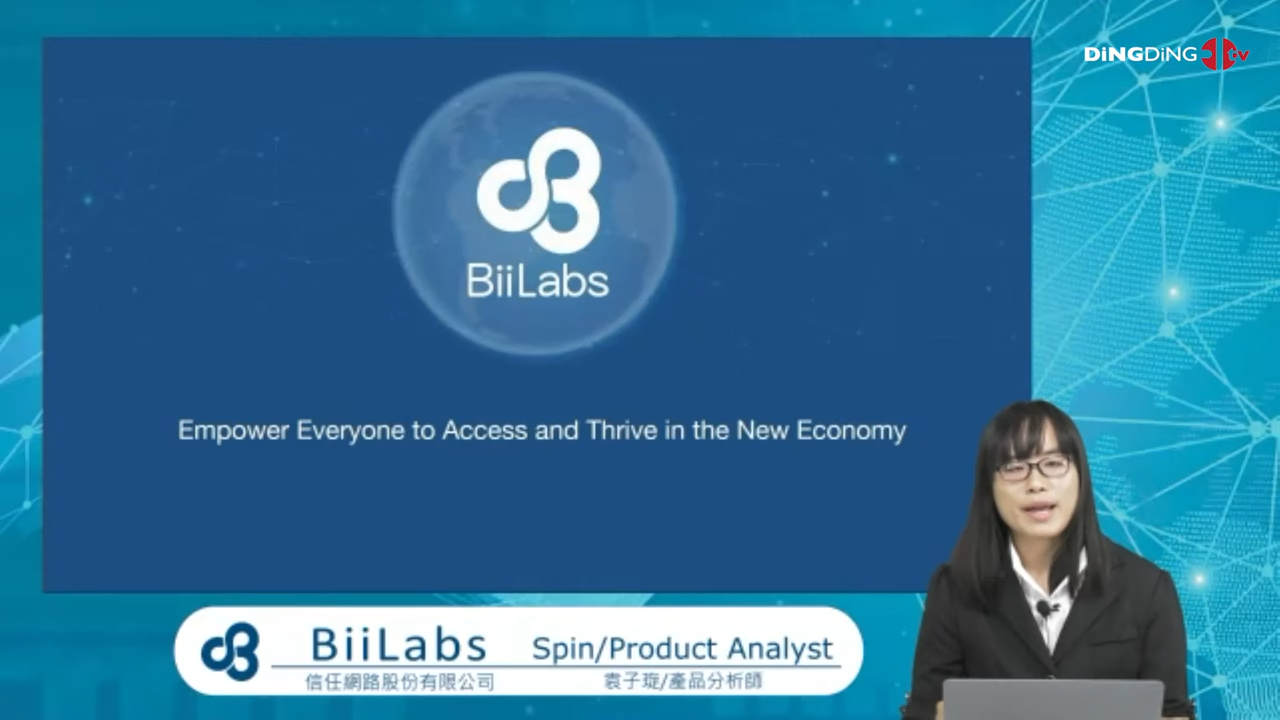 DiNGDiNG tv
BiiLabs
Empower Everyone to Access and Thrive in the New Economy
BiiLabs
信任網路股份有限公司
Spin/Product Analyst
袁子璇/產品分析師